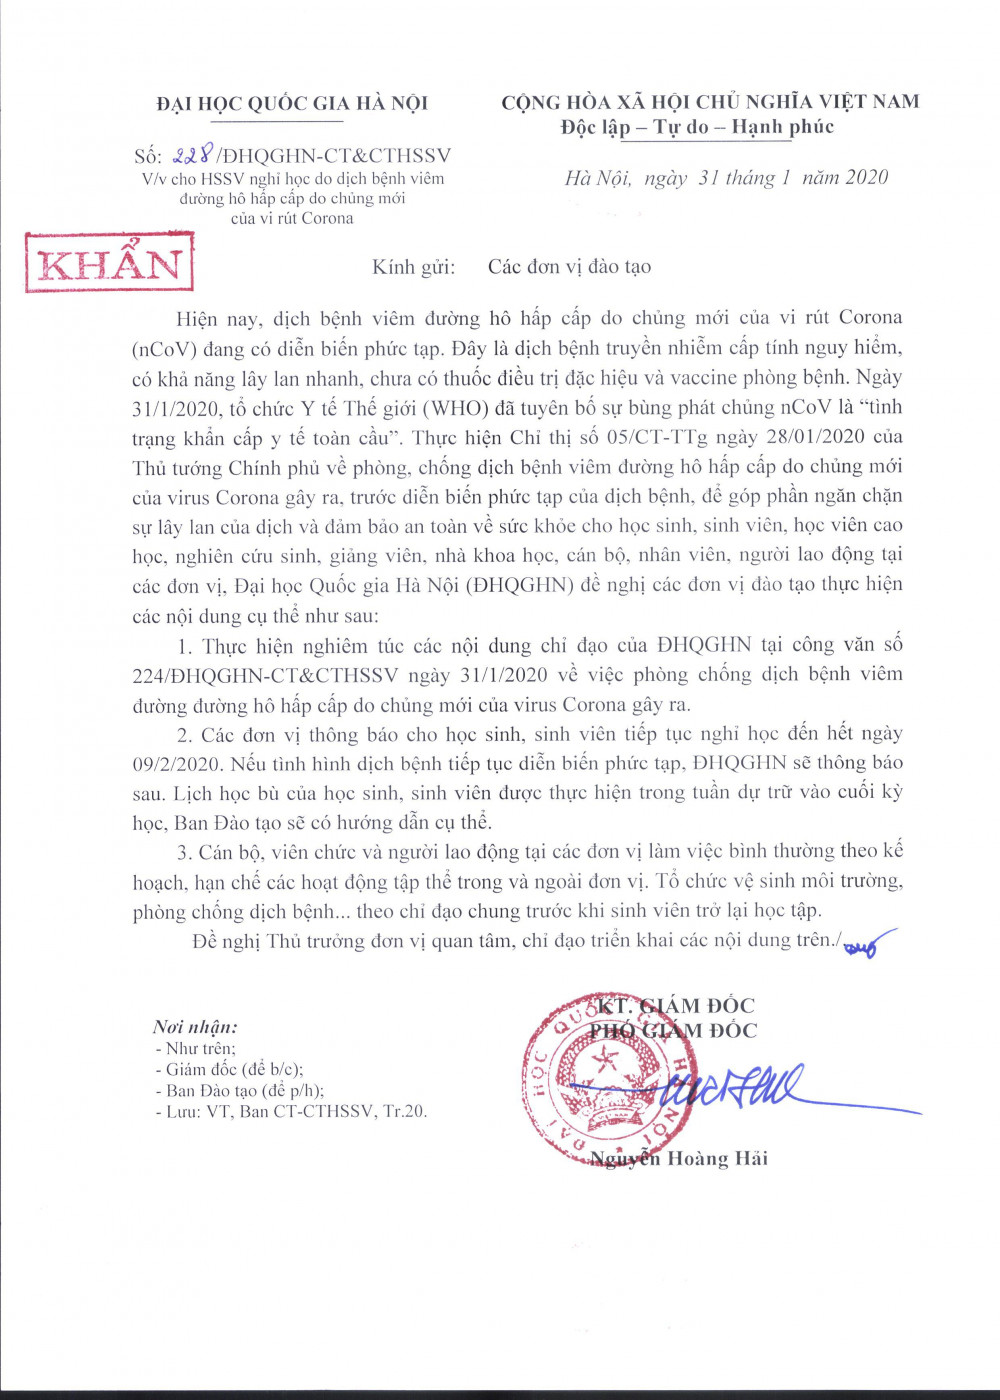 ĐẠI HỌC QUỐC GIA HÀ NỘI
CỘNG HÒA XÃ HỘI CHỦ NGHĨA VIỆT NAM
Độc lập – Tự do – Hạnh phúc
Số: 228/ĐHQGHN-CT&CTHSSV
V/v cho HSSV nghỉ học do dịch bệnh viêm
đường hô hấp cấp do chủng mới
của vi rút Corona
Hà Nội, ngày 31 tháng 1 năm 2020
KHẨN
Kính gửi: Các đơn vị đào tạo
Hiện nay, dịch bệnh viêm đường hô hấp cấp do chủng mới của vi rút Corona
(nCoV) đang có diễn biến phức tạp. Đây là dịch bệnh truyền nhiễm cấp tính nguy hiểm,
có khả năng lây lan nhanh, chưa có thuốc điều trị đặc hiệu và vaccine phòng bệnh. Ngày
31/1/2020, tổ chức Y tế Thế giới (WHO) đã tuyên bố sự bùng phát chủng nCoV là “tình
trạng khẩn cấp y tế toàn cầu”. Thực hiện Chỉ thị số 05/CT-TTg ngày 28/01/2020 của
Thủ tướng Chính phủ về phòng, chống dịch bệnh viêm đường hô hấp cấp do chủng mới
của virus Corona gây ra, trước diễn biến phức tạp của dịch bệnh, để góp phần ngăn chặn
sự lây lan của dịch và đảm bảo an toàn về sức khỏe cho học sinh, sinh viên, học viên cao
học, nghiên cứu sinh, giảng viên, nhà khoa học, cán bộ, nhân viên, người lao động tại
các đơn vị, Đại học Quốc gia Hà Nội (ĐHQGHN) đề nghị các đơn vị đào tạo thực hiện
các nội dung cụ thể như sau:
1. Thực hiện nghiêm túc các nội dung chỉ đạo của ĐHQGHN tại công văn số
224/ĐHQGHN-CT&CTHSSV ngày 31/1/2020 về việc phòng chống dịch bệnh viêm
đường đường hô hấp cấp do chủng mới của virus Corona gây ra.
2. Các đơn vị thông báo cho học sinh, sinh viên tiếp tục nghỉ học đến hết ngày
09/2/2020. Nếu tình hình dịch bệnh tiếp tục diễn biến phức tạp, ĐHQGHN sẽ thông báo
sau. Lịch học bù của học sinh, sinh viên được thực hiện trong tuần dự trữ vào cuối kỳ
học, Ban Đào tạo sẽ có hướng dẫn cụ thể.
3. Cán bộ, viên chức và người lao động tại các đơn vị làm việc bình thường theo kế
hoạch, hạn chế các hoạt động tập thể trong và ngoài đơn vị. Tổ chức vệ sinh môi trường,
phòng chống dịch bệnh... theo chỉ đạo chung trước khi sinh viên trở lại học tập.
Đề nghị Thủ trưởng đơn vị quan tâm, chỉ đạo triển khai các nội dung trên./
Nơi nhận:
- Như trên;
- Giám đốc (để b/c);
- Ban Đào tạo (để p/h);
- Lưu: VT, Ban CT-CTHSSV, Tr.20.
KT. GIÁM ĐỐC
PHÓ GIÁM ĐỐC
ĐẠI HỌC QUỐC GIA HÀ NỘI
Nguyễn Hoàng Hải